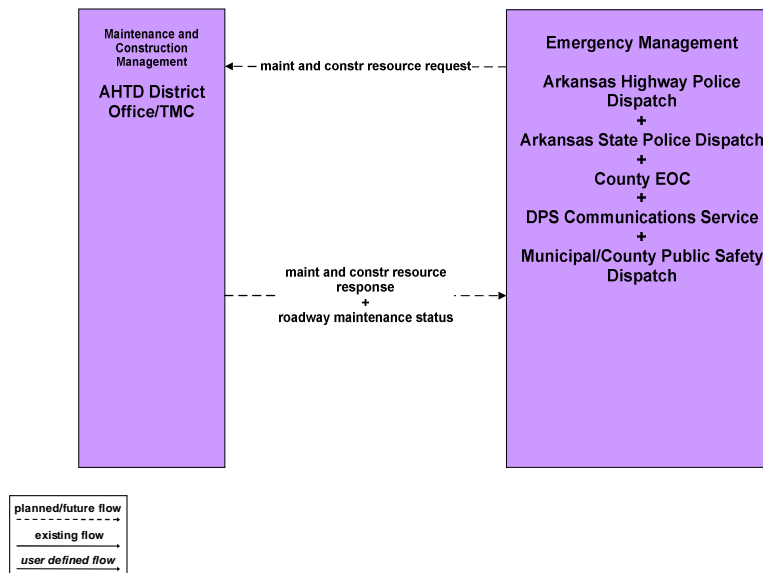 Maintenance and
Construction
Management
AHTD District
Office/TMC
maint and constr resource request
Emergency Management
Arkansas Highway Police
Dispatch
+
Arkansas State Police Dispatch
+
County EOC
+
DPS Communications Service
+
Municipal/County Public Safety
Dispatch
maint and constr resource
response
+
roadway maintenance status
planned/future flow
existing flow
user defined flow